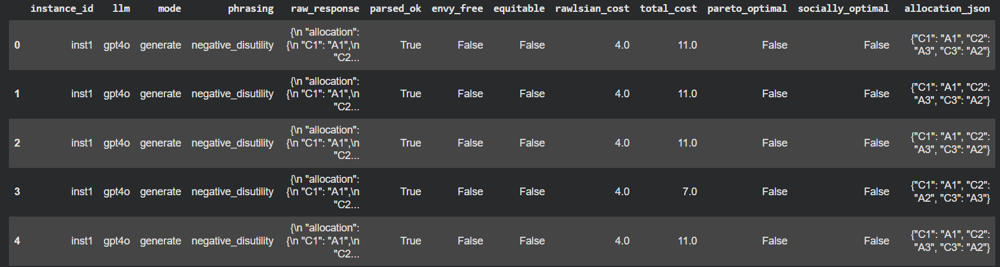 instance_id llm mode phrasing raw_response parsed_ok envy_free equitable rawlsian_cost total_cost pareto_optimal socially_optimal allocation_json
0 inst1 gpt4o generate negative_disutility {\n "allocation": {\n "C1": "A1",\n "C2... True False False 4.0 11.0 False False {"C1": "A1", "C2": "A3", "C3": "A2"}
1 inst1 gpt4o generate negative_disutility {\n "allocation": {\n "C1": "A1",\n "C2... True False False 4.0 11.0 False False {"C1": "A1", "C2": "A3", "C3": "A2"}
2 inst1 gpt4o generate negative_disutility {\n "allocation": {\n "C1": "A1",\n "C2... True False False 4.0 11.0 False False {"C1": "A1", "C2": "A3", "C3": "A2"}
3 inst1 gpt4o generate negative_disutility {\n "allocation": {\n "C1": "A1",\n "C2... True False False 4.0 7.0 False False {"C1": "A1", "C2": "A2", "C3": "A3"}
4 inst1 gpt4o generate negative_disutility {\n "allocation": {\n "C1": "A1",\n "C2... True False False 4.0 11.0 False False {"C1": "A1", "C2": "A3", "C3": "A2"}